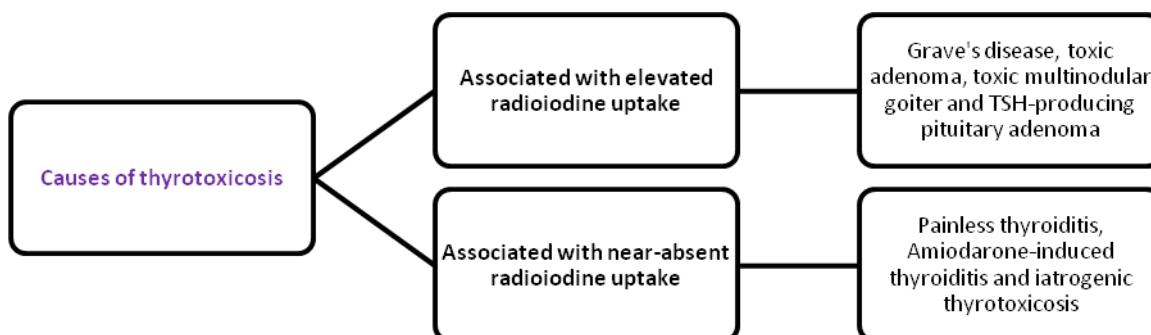 Causes of thyrotoxicosis
Associated with elevated
radioiodine uptake
Grave's disease, toxic
adenoma, toxic multinodular
goiter and TSH-producing
pituitary adenoma
Associated with near-absent
radioiodine uptake
Painless thyroiditis,
Amiodarone-induced
thyroiditis and iatrogenic
thyrotoxicosis